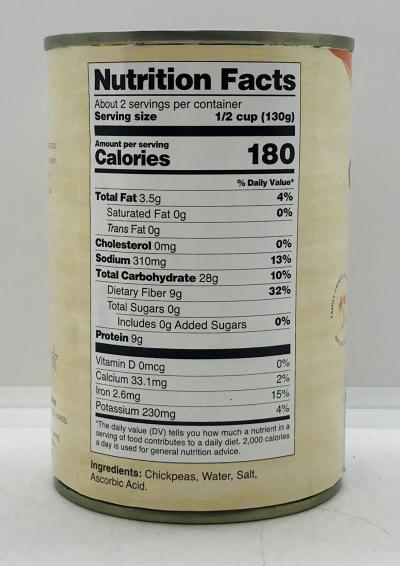 Nutrition Facts
About 2 servings per container
Serving size 1/2 cup (130g)
Amount per serving
Calories 180
% Daily Value*
Total Fat 3.5g 4%
Saturated Fat 0g 0%
Trans Fat 0g
Cholesterol 0mg 0%
Sodium 310mg 13%
Total Carbohydrate 28g 10%
Dietary Fiber 9g 32%
Total Sugars 0g
Includes 0g Added Sugars 0%
Protein 9g
Vitamin D 0mcg 0%
Calcium 33.1mg 2%
Iron 2.6mg 15%
Potassium 230mg 4%
*The daily value (DV) tells you how much a nutrient in a
serving of food contributes to a daily diet. 2,000 calories
a day is used for general nutrition advice.
Ingredients: Chickpeas, Water, Salt,
Ascorbic Acid.